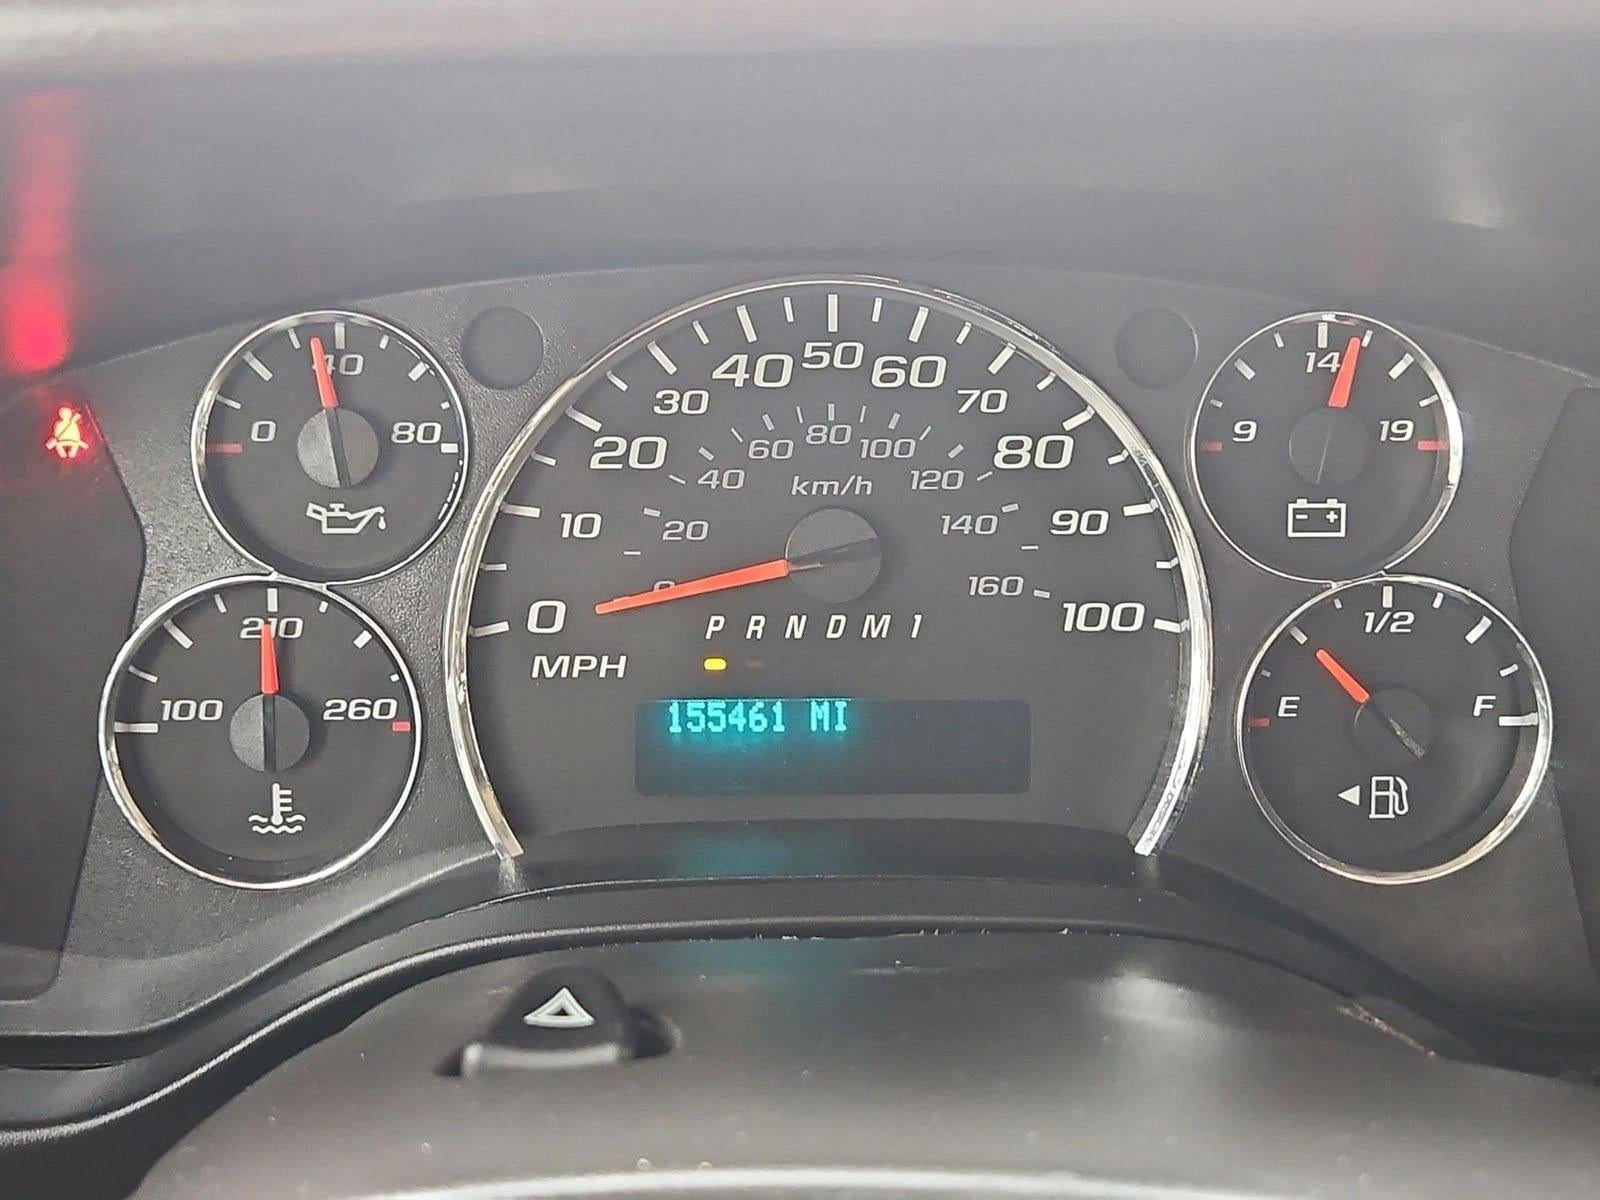 0 40 80
100 210 260
0 10 20 30 40 50 60 70 80 90 100
MPH
0 20 40 60 80 100 120 140 160
km/h
P R N D M 1
155461 MI
9 14 19
E 1/2 F